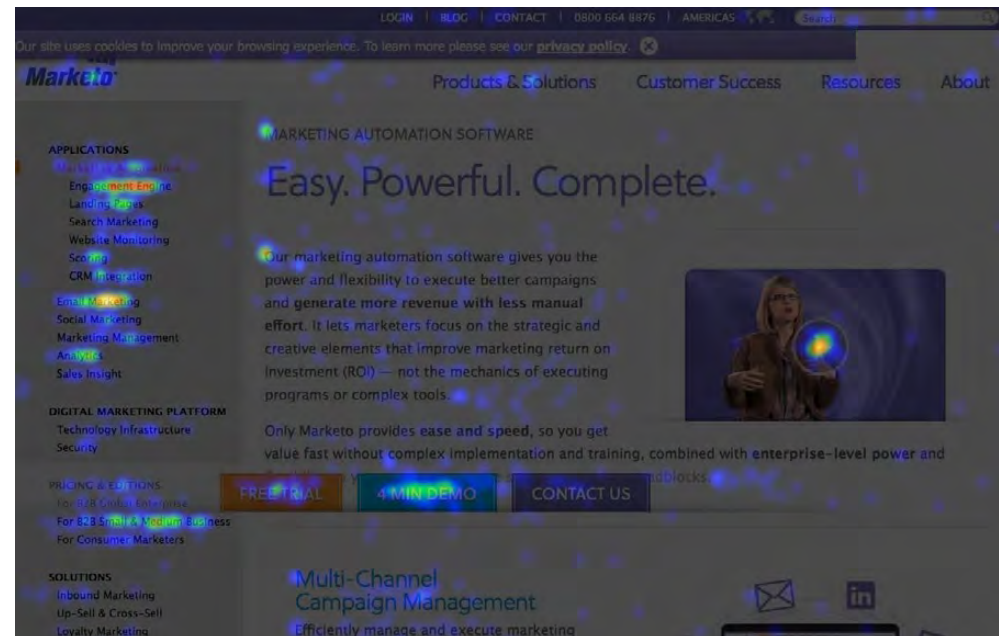 LOGIN | BLOG | CONTACT | 0800 664 8876 | AMERICAS
Search
Our site uses cookies to improve your browsing experience. To learn more please see our privacy policy.
Marketo
Products & Solutions
Customer Success
Resources
About
APPLICATIONS
Engagement Engine
Landing Pages
Search Marketing
Website Monitoring
Scoring
CRM Integration
Email Marketing
Social Marketing
Marketing Management
Analytics
Sales Insight
DIGITAL MARKETING PLATFORM
Technology Infrastructure
Security
PRICING & EDITIONS
For B2B Global Enterprise
For B2B Small & Medium Business
For Consumer Marketers
SOLUTIONS
Inbound Marketing
Up-Sell & Cross-Sell
Loyalty Marketing
MARKETING AUTOMATION SOFTWARE
Easy. Powerful. Complete.
Our marketing automation software gives you the
power and flexibility to execute better campaigns
and generate more revenue with less manual
effort. It lets marketers focus on the strategic and
creative elements that improve marketing return on
investment (ROI) — not the mechanics of executing
programs or complex tools.
Only Marketo provides ease and speed, so you get
value fast without complex implementation and training, combined with enterprise-level power and
FREE TRIAL
4 MIN DEMO
CONTACT US
Multi-Channel
Campaign Management
Efficiently manage and execute marketing
in